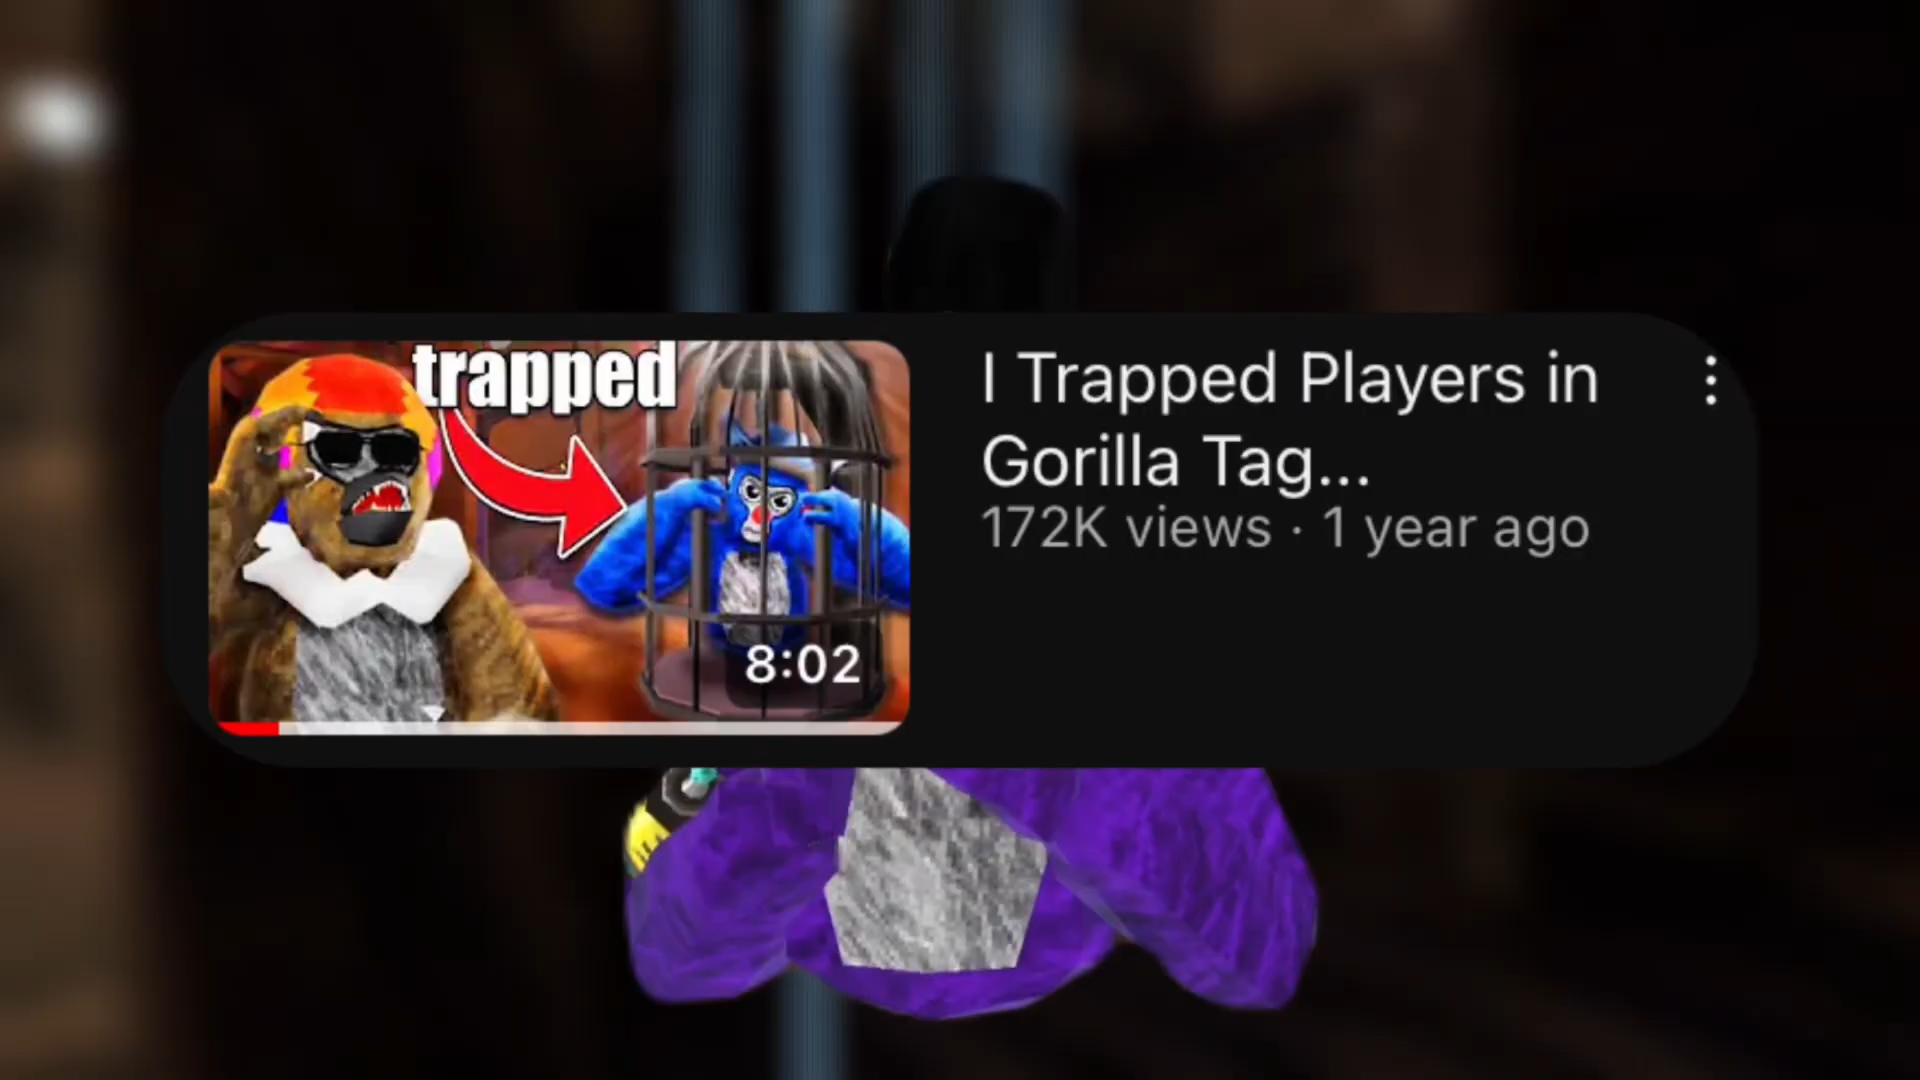 trapped
8:02
I Trapped Players in
Gorilla Tag...
172K views · 1 year ago